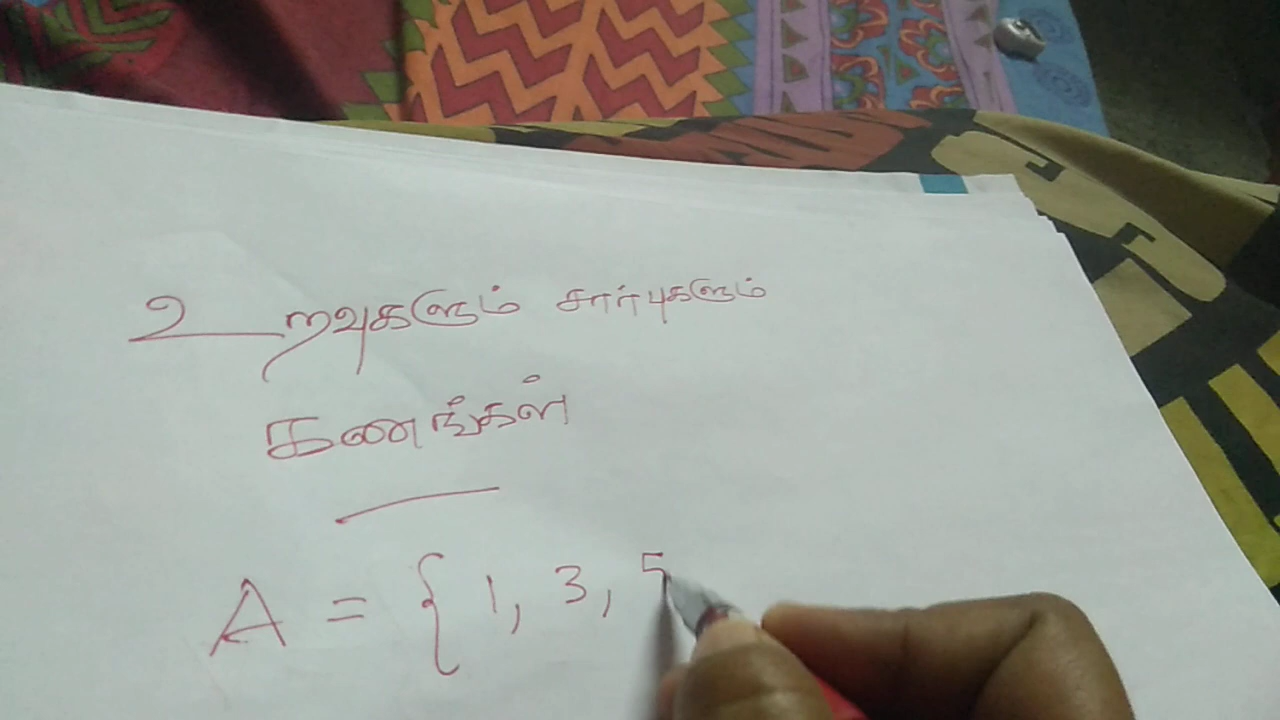 உறவுகளும் சார்புகளும்
கணங்கள்
A = { 1, 3, 5